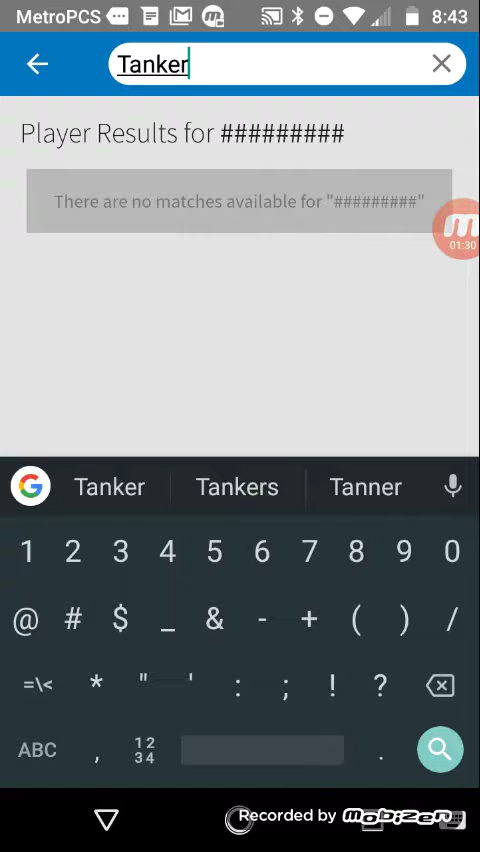 MetroPCS 8:43
Tanker
Player Results for #########
There are no matches available for "#########"
01:30
Tanker Tankers Tanner
1 2 3 4 5 6 7 8 9 0
@ # $ _ & - + ( ) /
=\< * " ' : ; ! ?
ABC , 12 34 .
Recorded by Mobizen